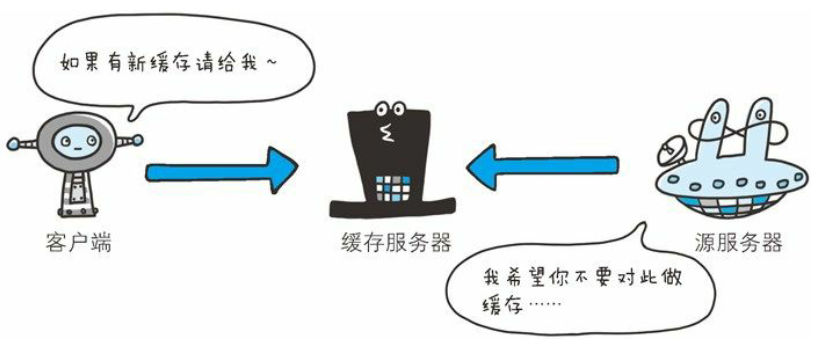 如果有新缓存请给我～
客户端
缓存服务器
源服务器
我希望你不要对此做
缓存……